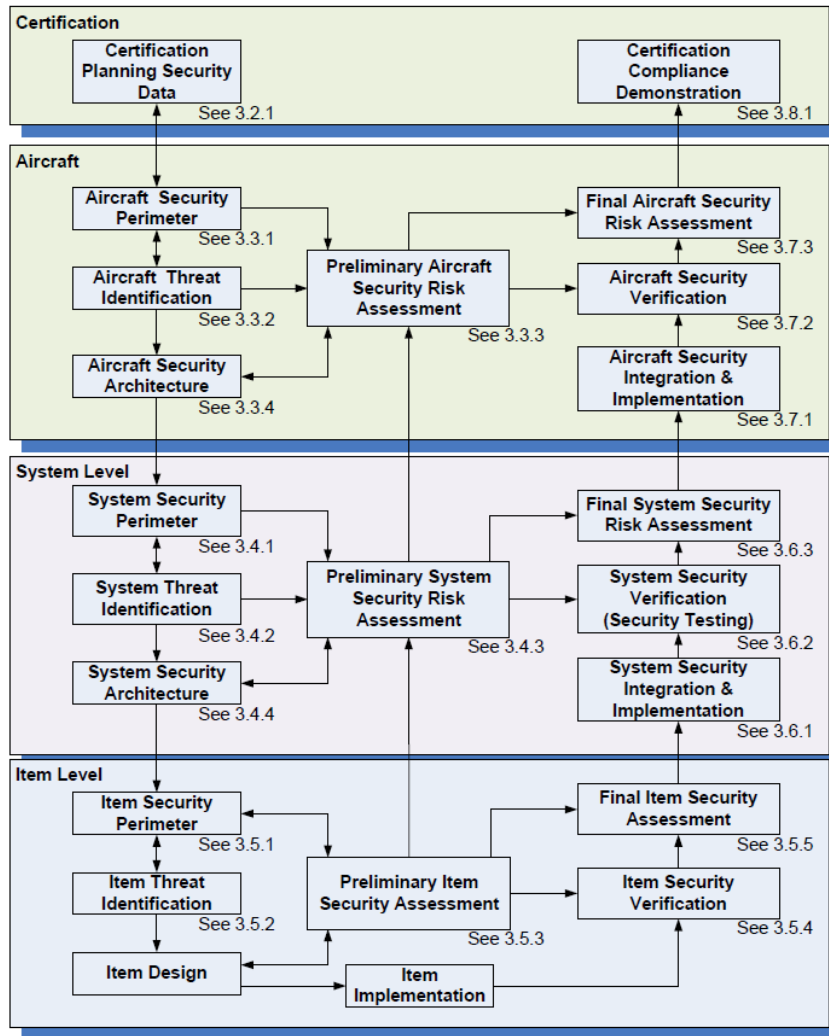 Certification
Certification
Planning Security
Data
See 3.2.1
Certification
Compliance
Demonstration
See 3.8.1
Aircraft
Aircraft Security
Perimeter
See 3.3.1
Aircraft Threat
Identification
See 3.3.2
Aircraft Security
Architecture
See 3.3.4
Preliminary Aircraft
Security Risk
Assessment
See 3.3.3
Final Aircraft Security
Risk Assessment
See 3.7.3
Aircraft Security
Verification
See 3.7.2
Aircraft Security
Integration &
Implementation
See 3.7.1
System Level
System Security
Perimeter
See 3.4.1
System Threat
Identification
See 3.4.2
System Security
Architecture
See 3.4.4
Preliminary System
Security Risk
Assessment
See 3.4.3
Final System Security
Risk Assessment
See 3.6.3
System Security
Verification
(Security Testing)
See 3.6.2
System Security
Integration &
Implementation
See 3.6.1
Item Level
Item Security
Perimeter
See 3.5.1
Item Threat
Identification
See 3.5.2
Item Design
Preliminary Item
Security Assessment
See 3.5.3
Item
Implementation
Final Item Security
Assessment
See 3.5.5
Item Security
Verification
See 3.5.4